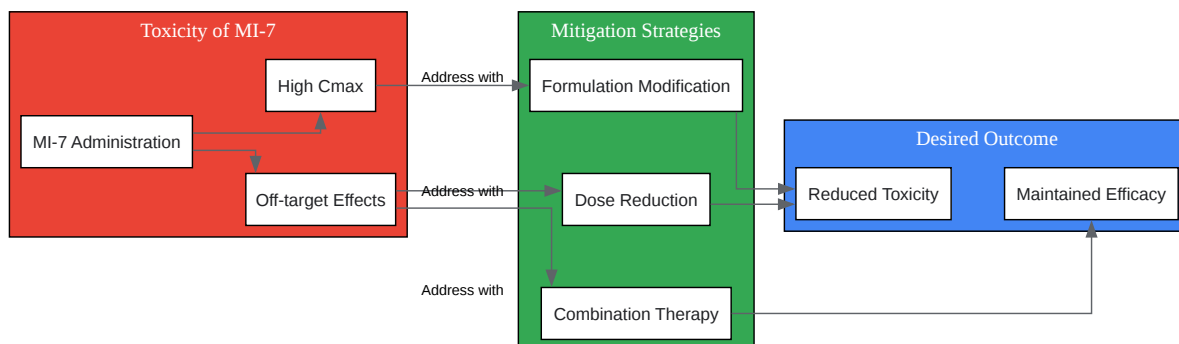 Toxicity of MI-7
High Cmax
MI-7 Administration
Off-target Effects
Address with
Address with
Address with
Mitigation Strategies
Formulation Modification
Dose Reduction
Combination Therapy
Desired Outcome
Reduced Toxicity
Maintained Efficacy